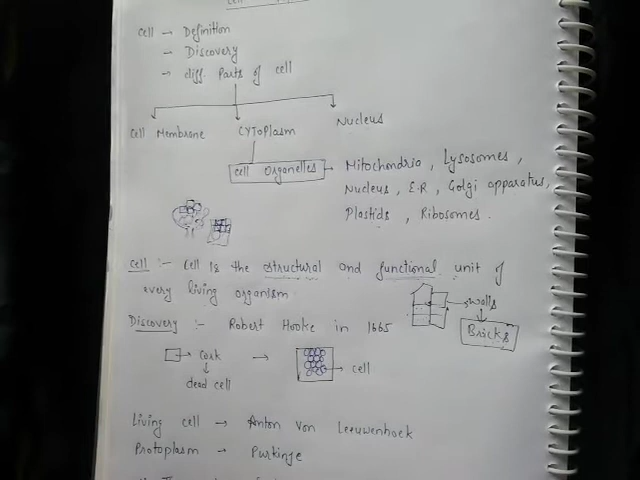 Cell → Definition
→ Discovery
→ diff. Parts of cell
Cell Membrane CYToplasm Nucleus
Cell Organelles → Mitochondria, Lysosomes,
Nucleus, E.R, Golgi apparatus,
Plastids, Ribosomes.
Cell :- Cell is the structural and functional unit of
every living organism.
walls
Bricks
Discovery :- Robert Hooke in 1665
Cork → cell
dead cell
Living cell → Anton Von Leeuwenhoek
Protoplasm → Purkinje